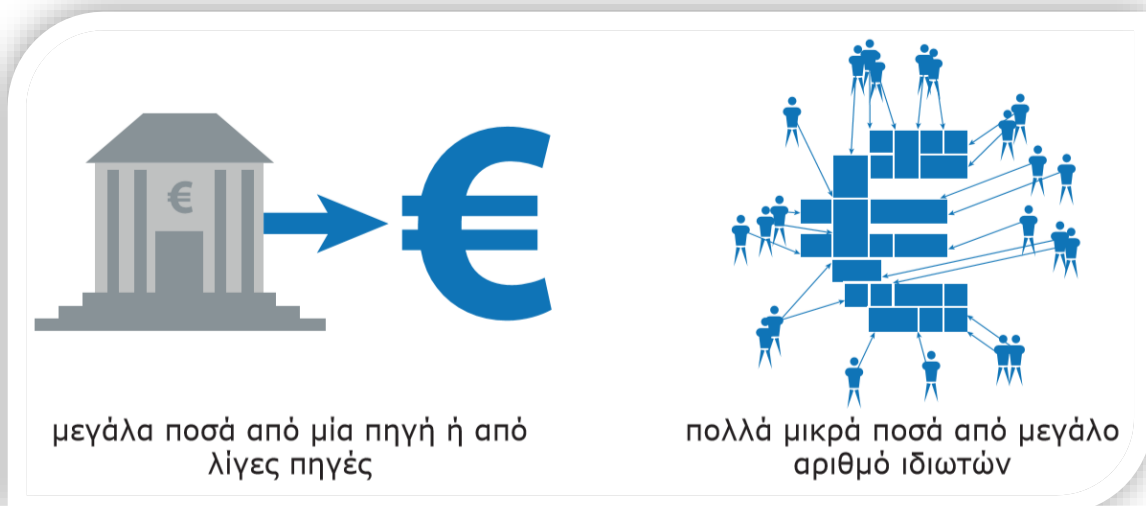 €
μεγάλα ποσά από μία πηγή ή από
λίγες πηγές
πολλά μικρά ποσά από μεγάλο
αριθμό ιδιωτών